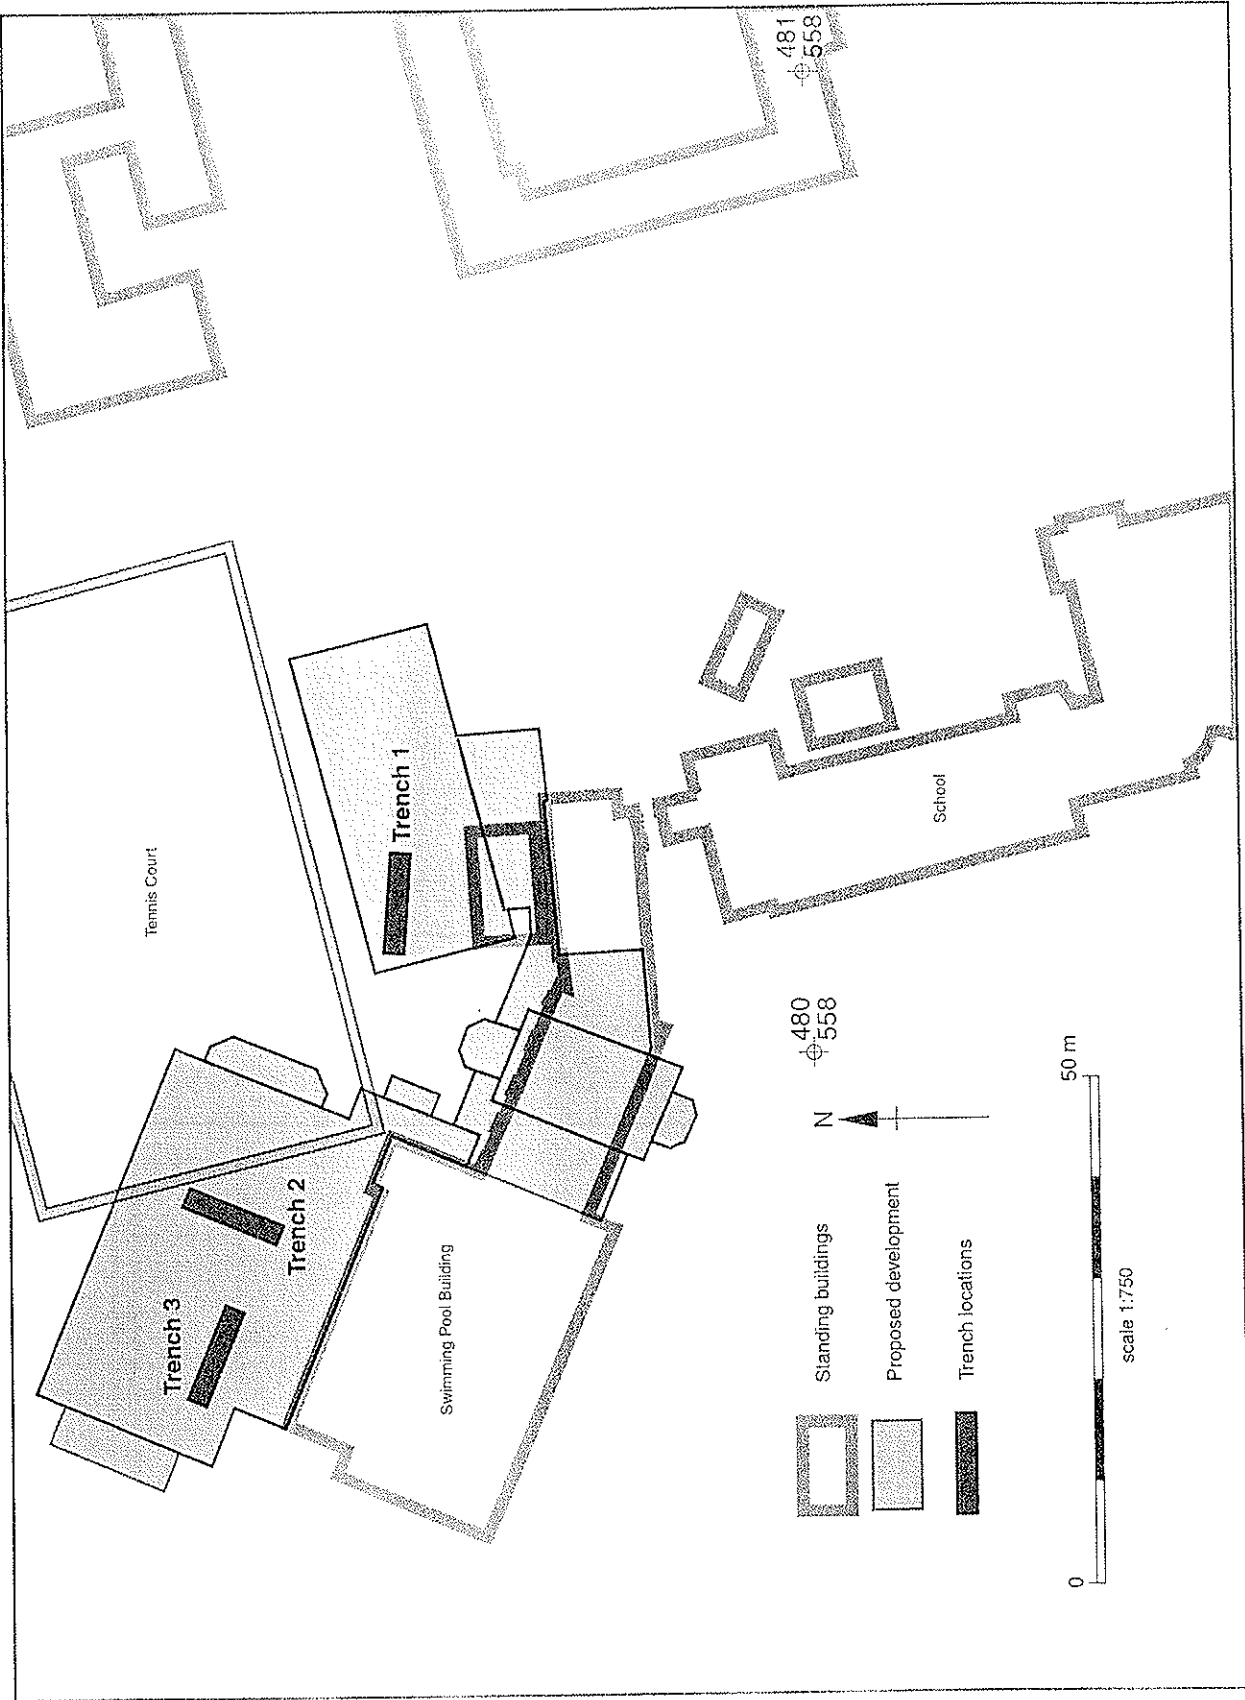 481
558
Tennis Court
Trench 1
Trench 2
Trench 3
School
Swimming Pool Building
480
558
N
Standing buildings
Proposed development
Trench locations
0
50 m
scale 1:750